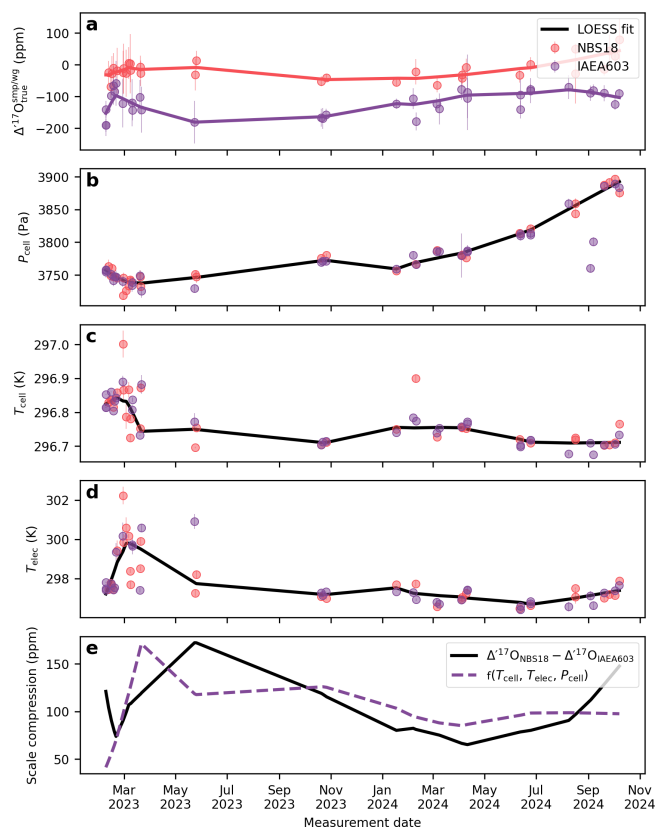 a
Δ′¹⁷O_true^smpl/wg (ppm)
100
0
−100
−200
LOESS fit
NBS18
IAEA603
b
P_cell (Pa)
3900
3850
3800
3750
c
T_cell (K)
297.0
296.9
296.8
296.7
d
T_elec (K)
302
300
298
e
Scale compression (ppm)
150
100
50
Δ′¹⁷O_NBS18 − Δ′¹⁷O_IAEA603
f(T_cell, T_elec, P_cell)
Mar May Jul Sep Nov Jan Mar May Jul Sep Nov
2023 2023 2023 2023 2023 2024 2024 2024 2024 2024 2024
Measurement date